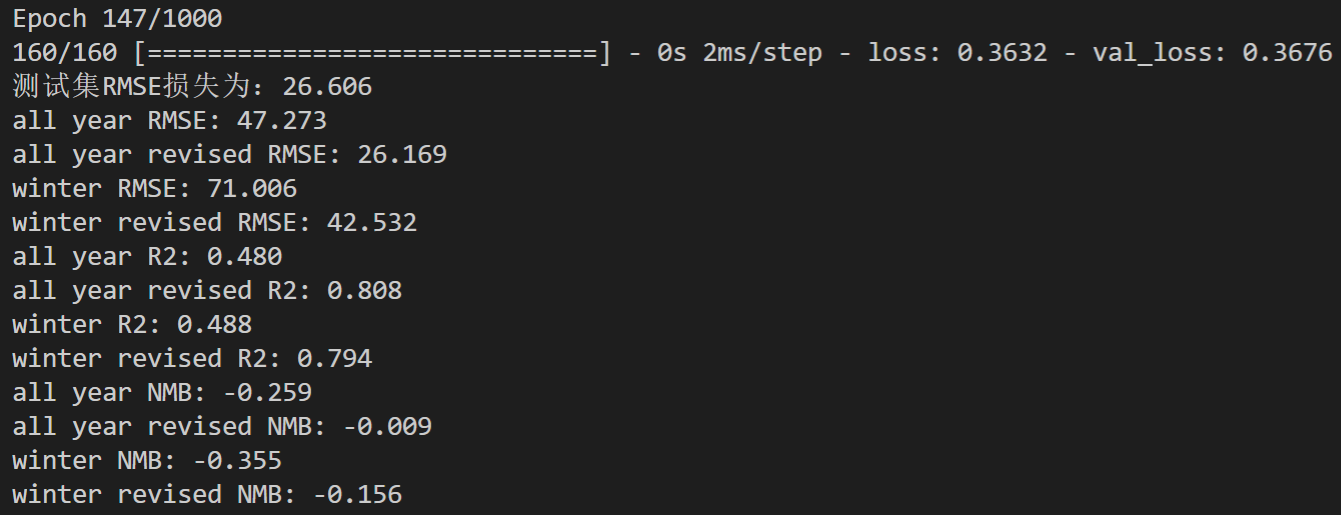 Epoch 147/1000
160/160 [==============================] - 0s 2ms/step - loss: 0.3632 - val_loss: 0.3676
测试集RMSE损失为：26.606
all year RMSE: 47.273
all year revised RMSE: 26.169
winter RMSE: 71.006
winter revised RMSE: 42.532
all year R2: 0.480
all year revised R2: 0.808
winter R2: 0.488
winter revised R2: 0.794
all year NMB: -0.259
all year revised NMB: -0.009
winter NMB: -0.355
winter revised NMB: -0.156